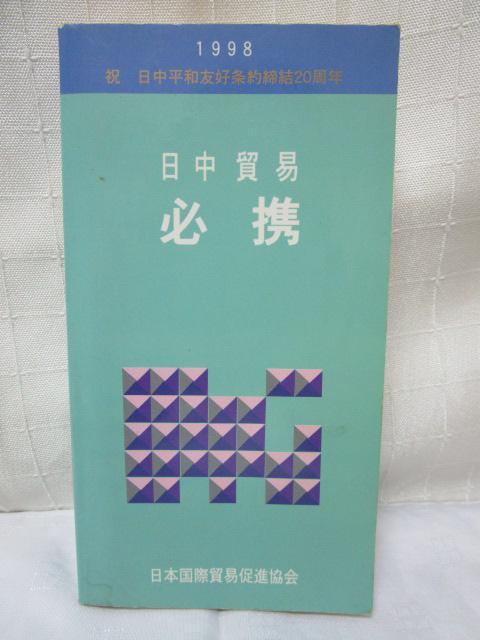 1998
祝 日中平和友好条約締結20周年
日中貿易
必携
日本国際貿易促進協会